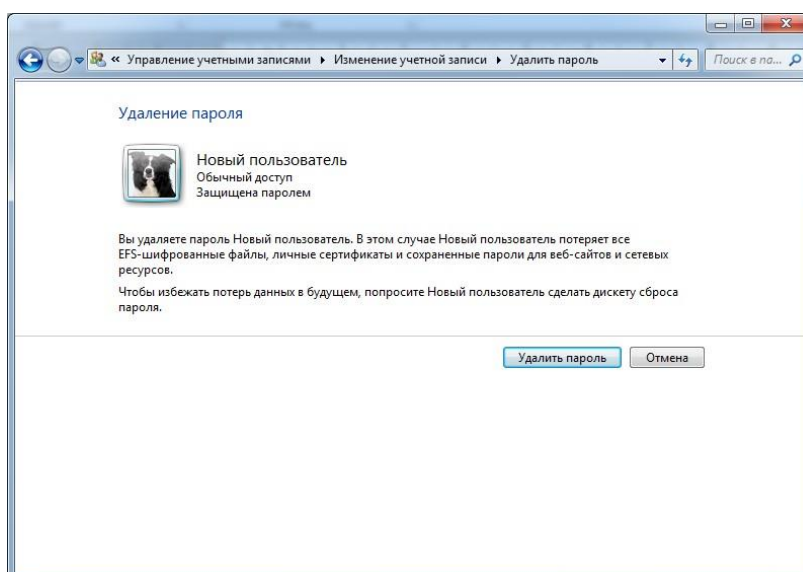 « Управление учетными записями ▸ Изменение учетной записи ▸ Удалить пароль
Поиск в па...
Удаление пароля
Новый пользователь
Обычный доступ
Защищена паролем
Вы удаляете пароль Новый пользователь. В этом случае Новый пользователь потеряет все
EFS-шифрованные файлы, личные сертификаты и сохраненные пароли для веб-сайтов и сетевых
ресурсов.
Чтобы избежать потерь данных в будущем, попросите Новый пользователь сделать дискету сброса
пароля.
Удалить пароль
Отмена